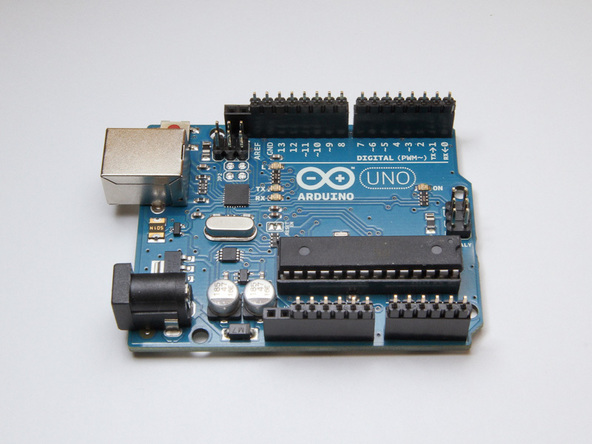 AREF
GND
13
12
~11
~10
~9
8
7
~6
~5
4
~3
2
TX→1
RX←0
DIGITAL (PWM~)
L
TX
RX
ARDUINO
UNO
ON